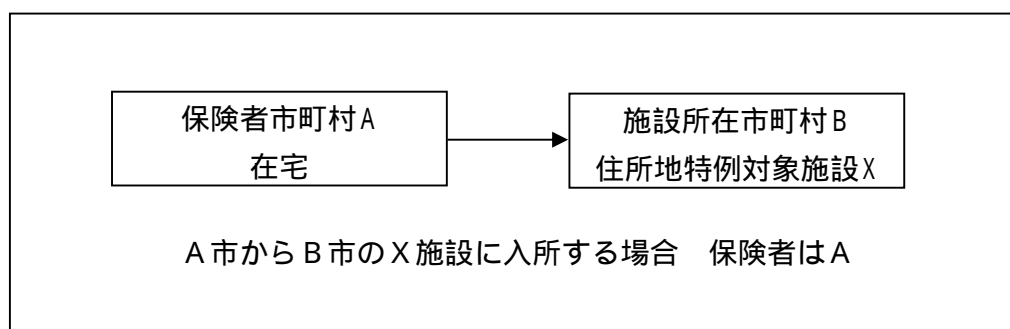 保険者市町村A
在宅
施設所在市町村B
住所地特例対象施設X
A市からB市のX施設に入所する場合　保険者はA